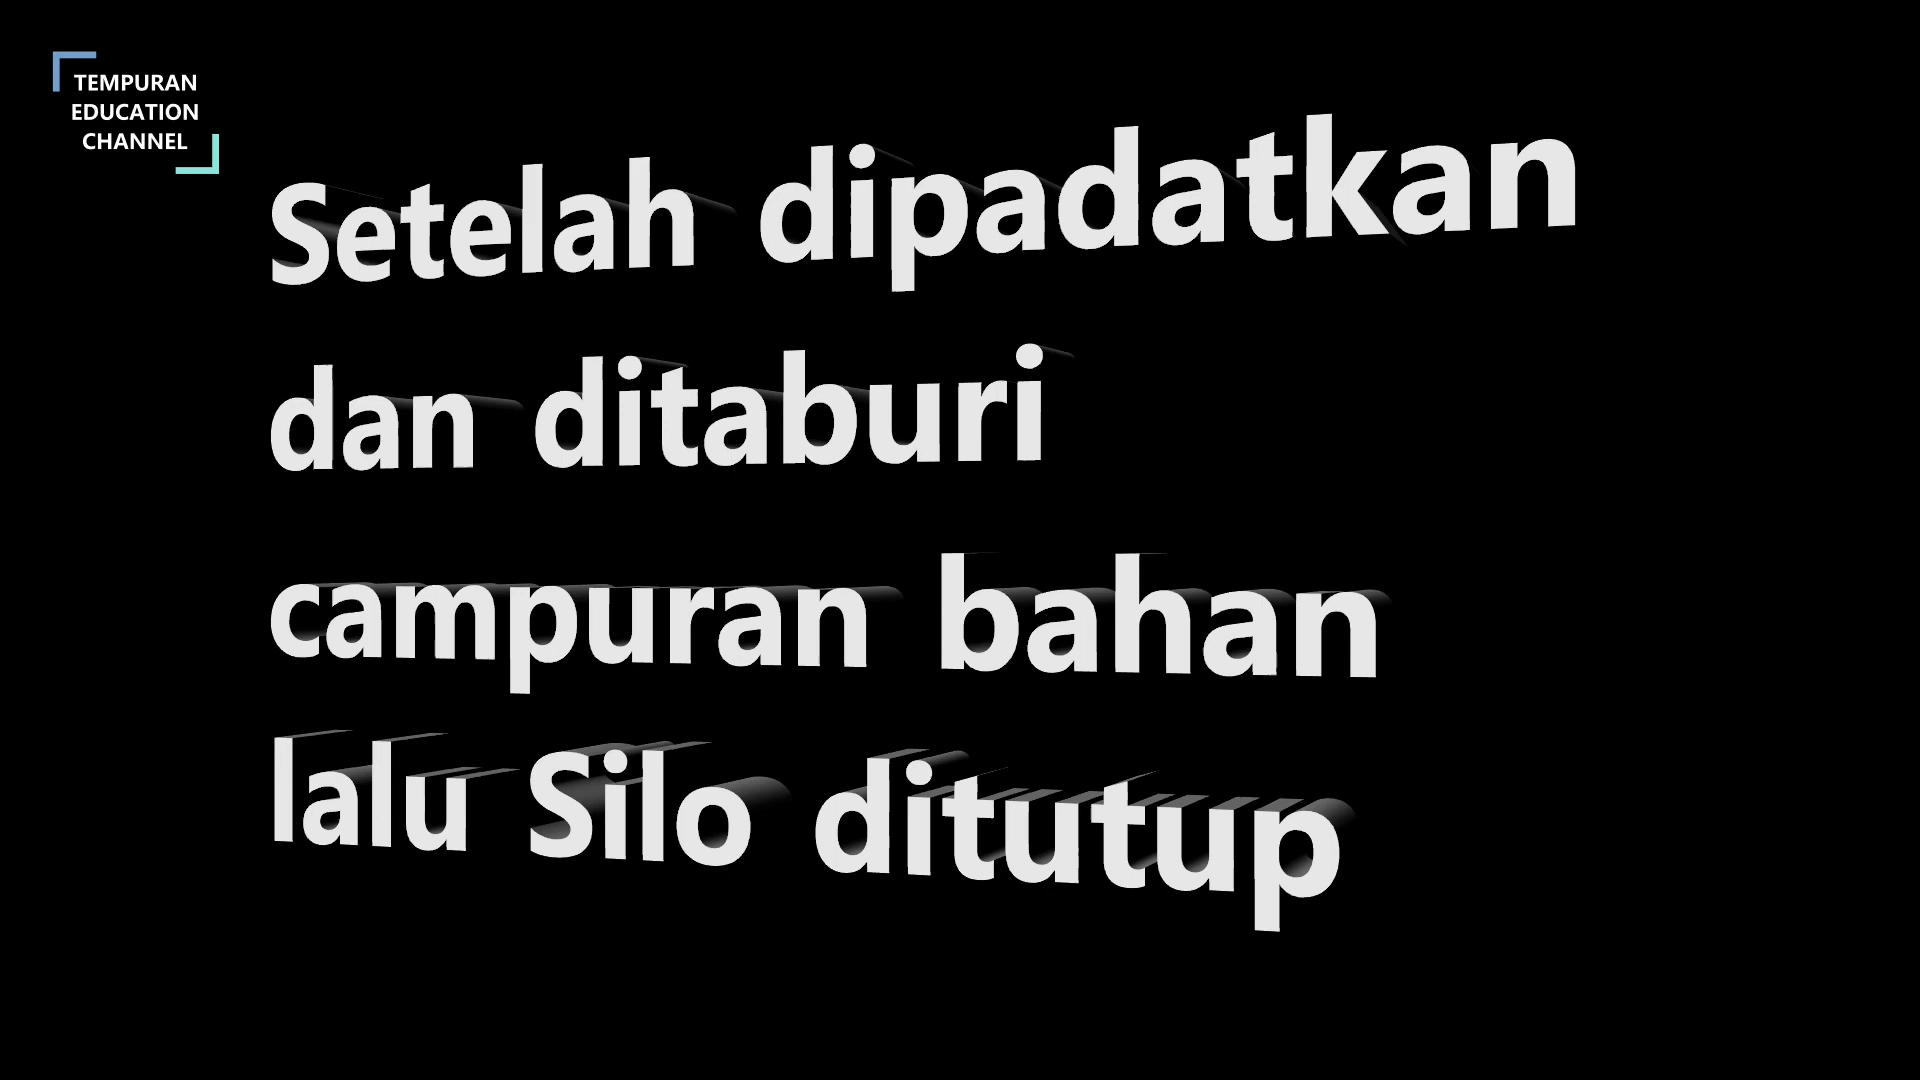 TEMPURAN
EDUCATION
CHANNEL
Setelah dipadatkan
dan ditaburi
campuran bahan
lalu Silo ditutup